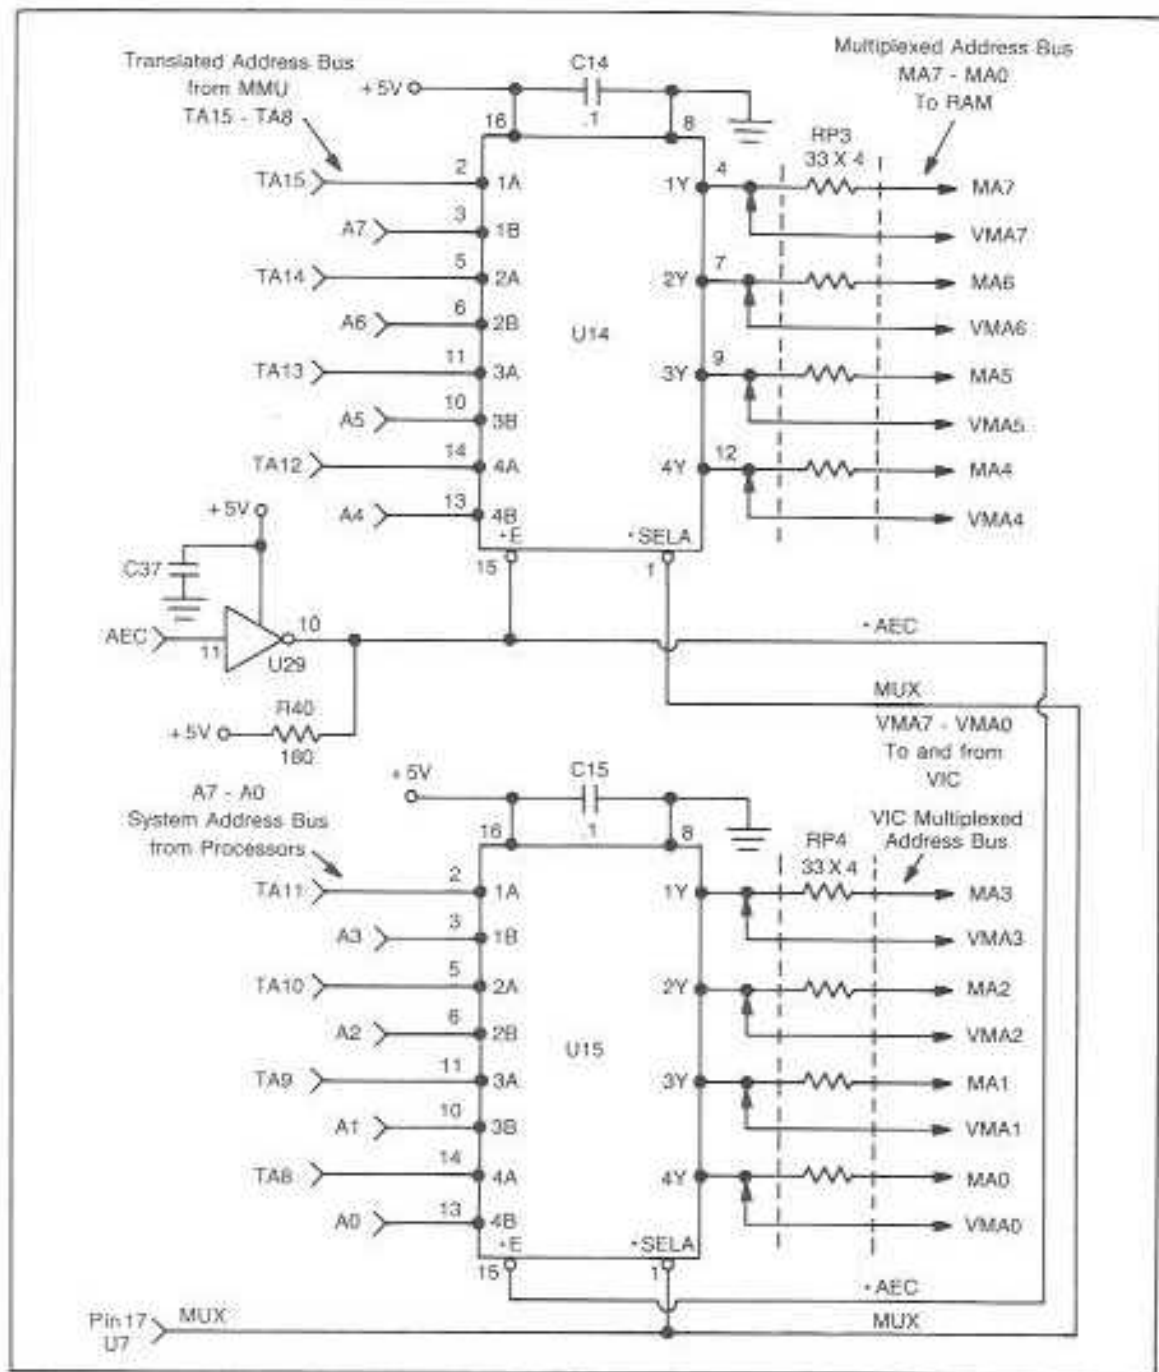 Translated Address Bus
from MMU
TA15 - TA8
+5V
C14
.1
16
8
Multiplexed Address Bus
MA7 - MA0
To RAM
RP3
33 X 4
TA15
2
1A
1Y
4
MA7
A7
3
1B
VMA7
TA14
5
2A
2Y
7
MA6
A6
6
2B
VMA6
U14
TA13
11
3A
3Y
9
MA5
A5
10
3B
VMA5
TA12
14
4A
4Y
12
MA4
A4
13
4B
VMA4
+5V
*E
*SELA
15
1
C37
AEC
11
10
U29
*AEC
R40
+5V
160
MUX
VMA7 - VMA0
To and from
VIC
A7 - A0
System Address Bus
from Processors
+5V
C15
.1
16
8
RP4
33 X 4
VIC Multiplexed
Address Bus
TA11
2
1A
1Y
MA3
A3
3
1B
VMA3
TA10
5
2A
2Y
MA2
A2
6
2B
VMA2
U15
TA9
11
3A
3Y
MA1
A1
10
3B
VMA1
TA8
14
4A
4Y
MA0
A0
13
4B
VMA0
*E
*SELA
15
1
*AEC
Pin 17
U7
MUX
MUX